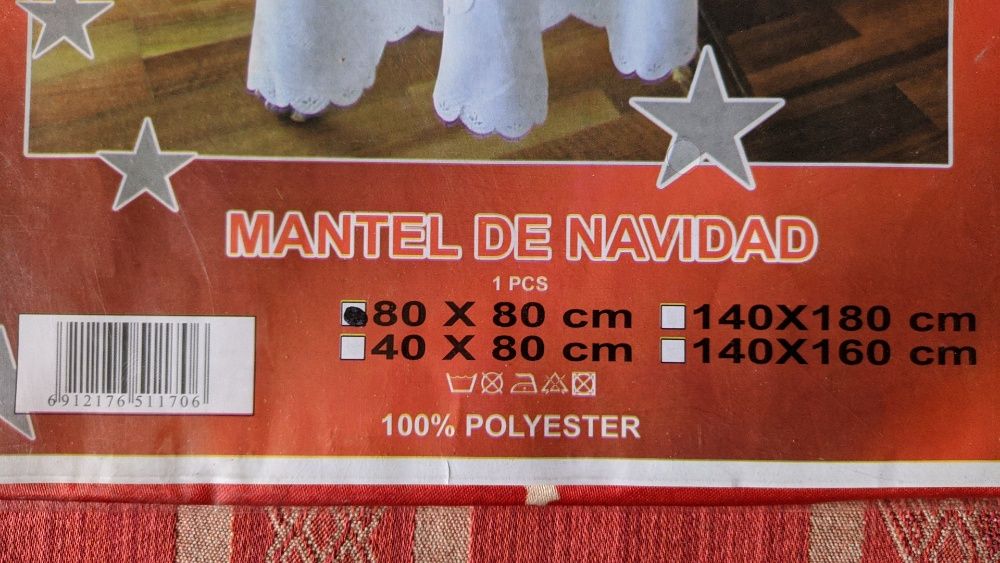 MANTEL DE NAVIDAD
1 PCS
80 X 80 cm 140X180 cm
40 X 80 cm 140X160 cm
100% POLYESTER
6 912176 511706